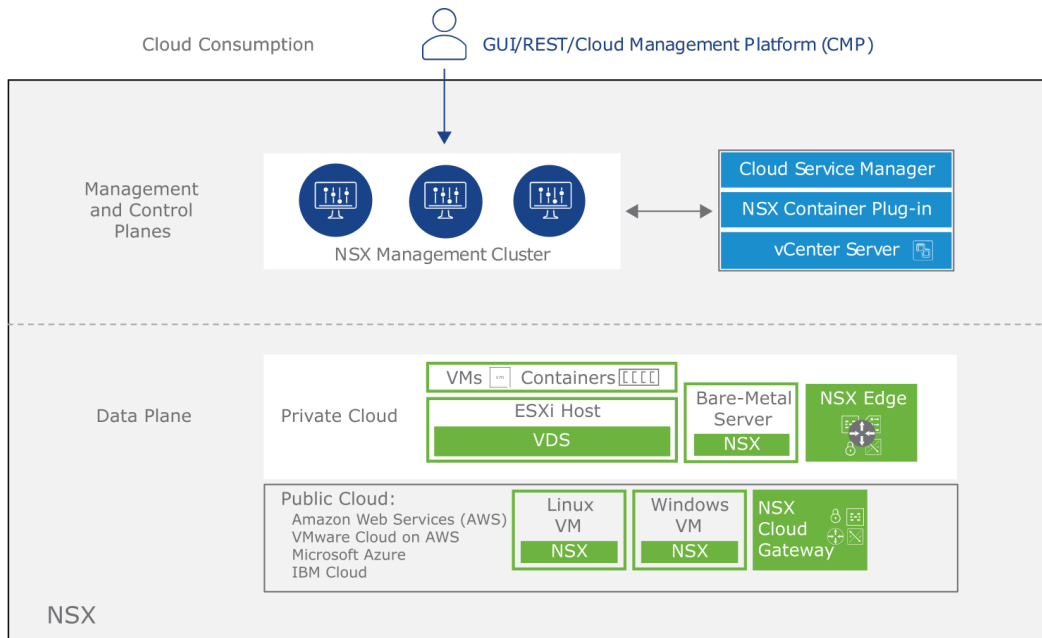 Cloud Consumption
GUI/REST/Cloud Management Platform (CMP)
Management
and Control
Planes
NSX Management Cluster
Cloud Service Manager
NSX Container Plug-in
vCenter Server
Data Plane
Private Cloud
VMs vm Containers
ESXi Host
VDS
Bare-Metal
Server
NSX
NSX Edge
Public Cloud:
Amazon Web Services (AWS)
VMware Cloud on AWS
Microsoft Azure
IBM Cloud
Linux
VM
NSX
Windows
VM
NSX
NSX
Cloud
Gateway
NSX